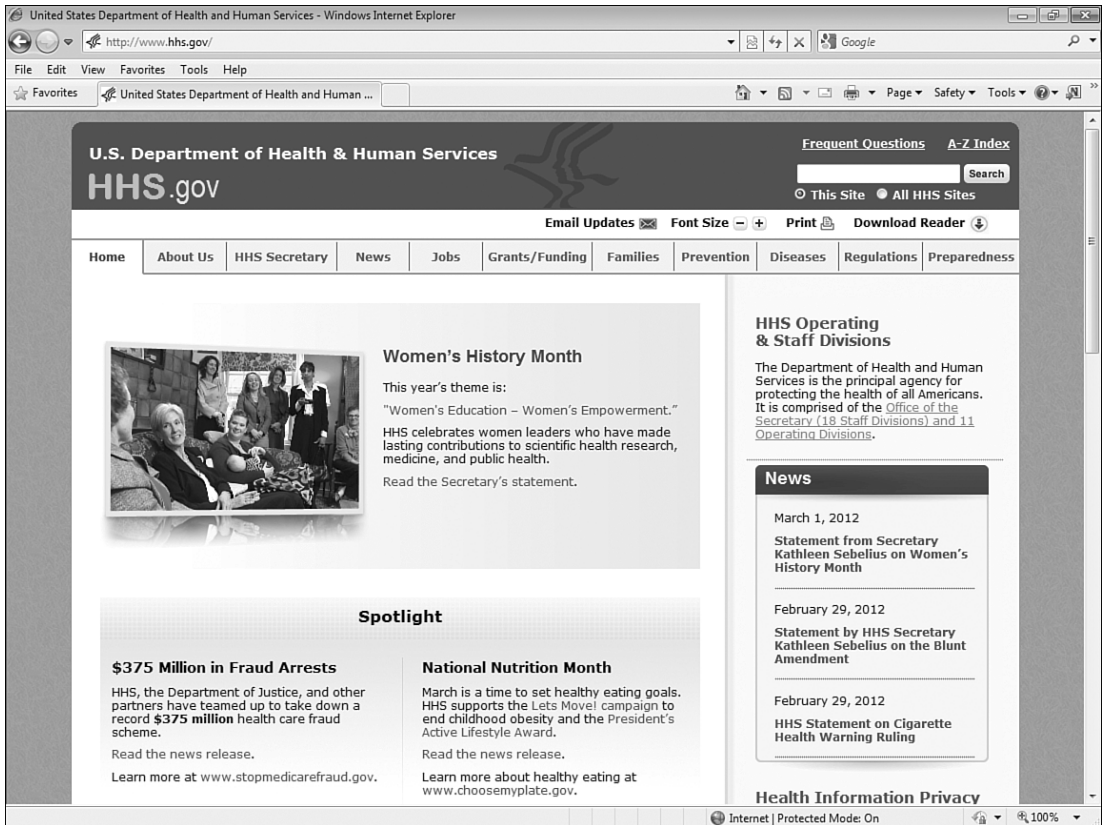 United States Department of Health and Human Services - Windows Internet Explorer
http://www.hhs.gov/
Google
File Edit View Favorites Tools Help
Favorites
United States Department of Health and Human ...
Page Safety Tools
U.S. Department of Health & Human Services
HHS.gov
Frequent Questions A-Z Index
Search
This Site All HHS Sites
Email Updates Font Size Print Download Reader
Home About Us HHS Secretary News Jobs Grants/Funding Families Prevention Diseases Regulations Preparedness
Women's History Month
This year's theme is:
"Women's Education – Women's Empowerment."
HHS celebrates women leaders who have made
lasting contributions to scientific health research,
medicine, and public health.
Read the Secretary's statement.
Spotlight
$375 Million in Fraud Arrests
HHS, the Department of Justice, and other
partners have teamed up to take down a
record $375 million health care fraud
scheme.
Read the news release.
Learn more at www.stopmedicarefraud.gov.
National Nutrition Month
March is a time to set healthy eating goals.
HHS supports the Lets Move! campaign to
end childhood obesity and the President's
Active Lifestyle Award.
Read the news release.
Learn more about healthy eating at
www.choosemyplate.gov.
HHS Operating
& Staff Divisions
The Department of Health and Human
Services is the principal agency for
protecting the health of all Americans.
It is comprised of the Office of the
Secretary (18 Staff Divisions) and 11
Operating Divisions.
News
March 1, 2012
Statement from Secretary
Kathleen Sebelius on Women's
History Month
February 29, 2012
Statement by HHS Secretary
Kathleen Sebelius on the Blunt
Amendment
February 29, 2012
HHS Statement on Cigarette
Health Warning Ruling
Health Information Privacy
Internet | Protected Mode: On
100%